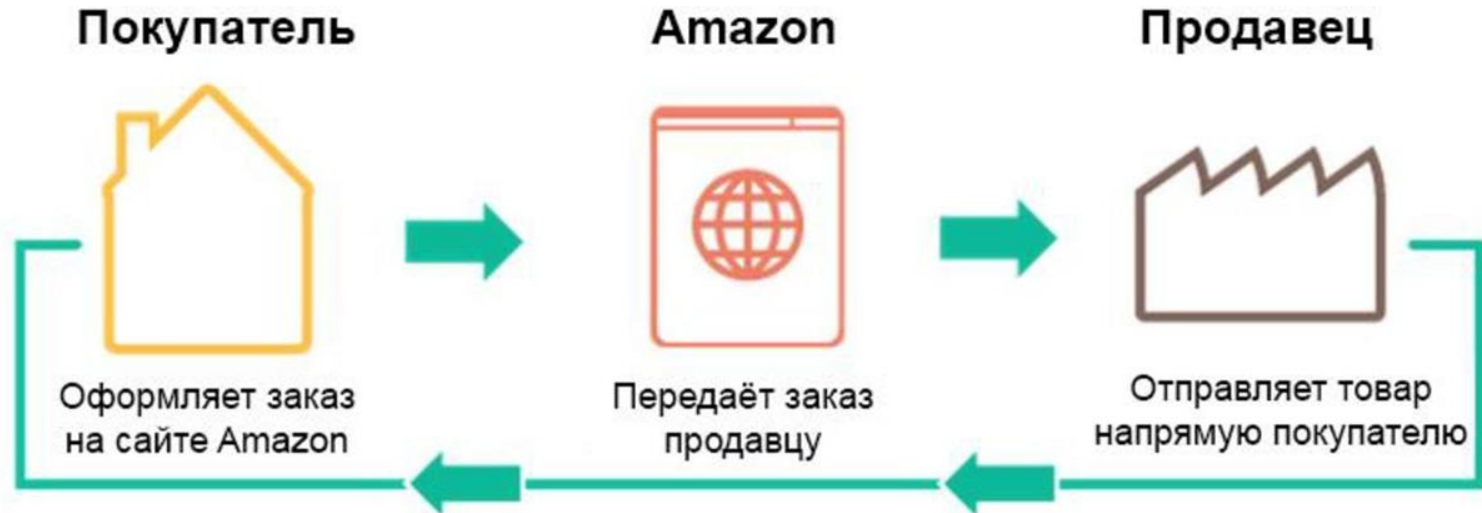 Покупатель
Amazon
Продавец
Оформляет заказ
на сайте Amazon
Передаёт заказ
продавцу
Отправляет товар
напрямую покупателю